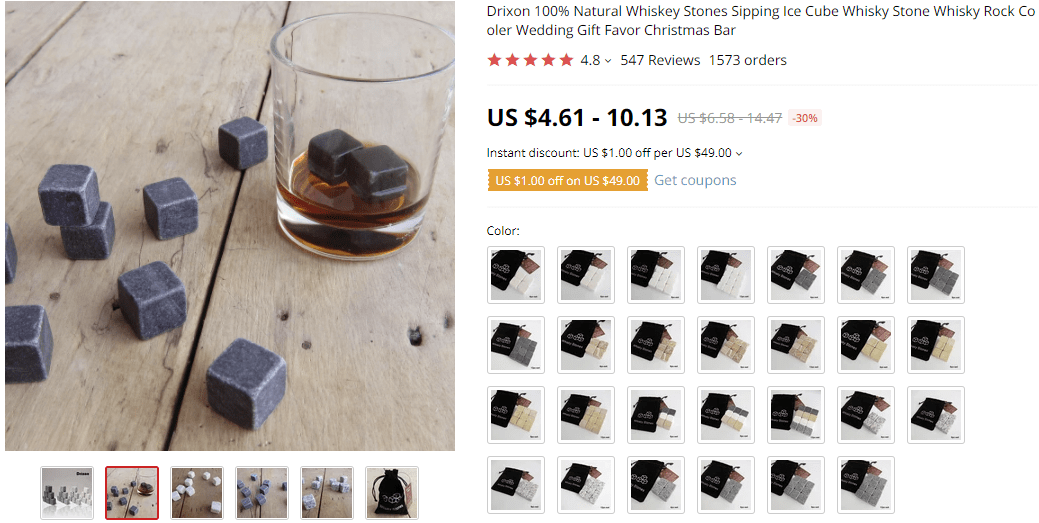 Drixon 100% Natural Whiskey Stones Sipping Ice Cube Whisky Stone Whisky Rock Co
oler Wedding Gift Favor Christmas Bar
4.8 547 Reviews 1573 orders
US $4.61 - 10.13 US $6.58 - 14.47 -30%
Instant discount: US $1.00 off per US $49.00
US $1.00 off on US $49.00 Get coupons
Color: